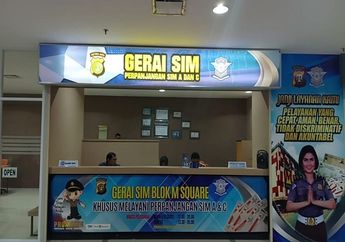 GERAI SIM
PERPANJANGAN SIM A DAN C
OPEN
GERAI SIM BLOK M SQUARE
KHUSUS MELAYANI PERPANJANGAN SIM A & C
JADI LAYANAN KAMI
PELAYANAN YANG
CEPAT, AMAN, BENAR,
TIDAK DISKRIMINATIF
DAN AKUNTABEL